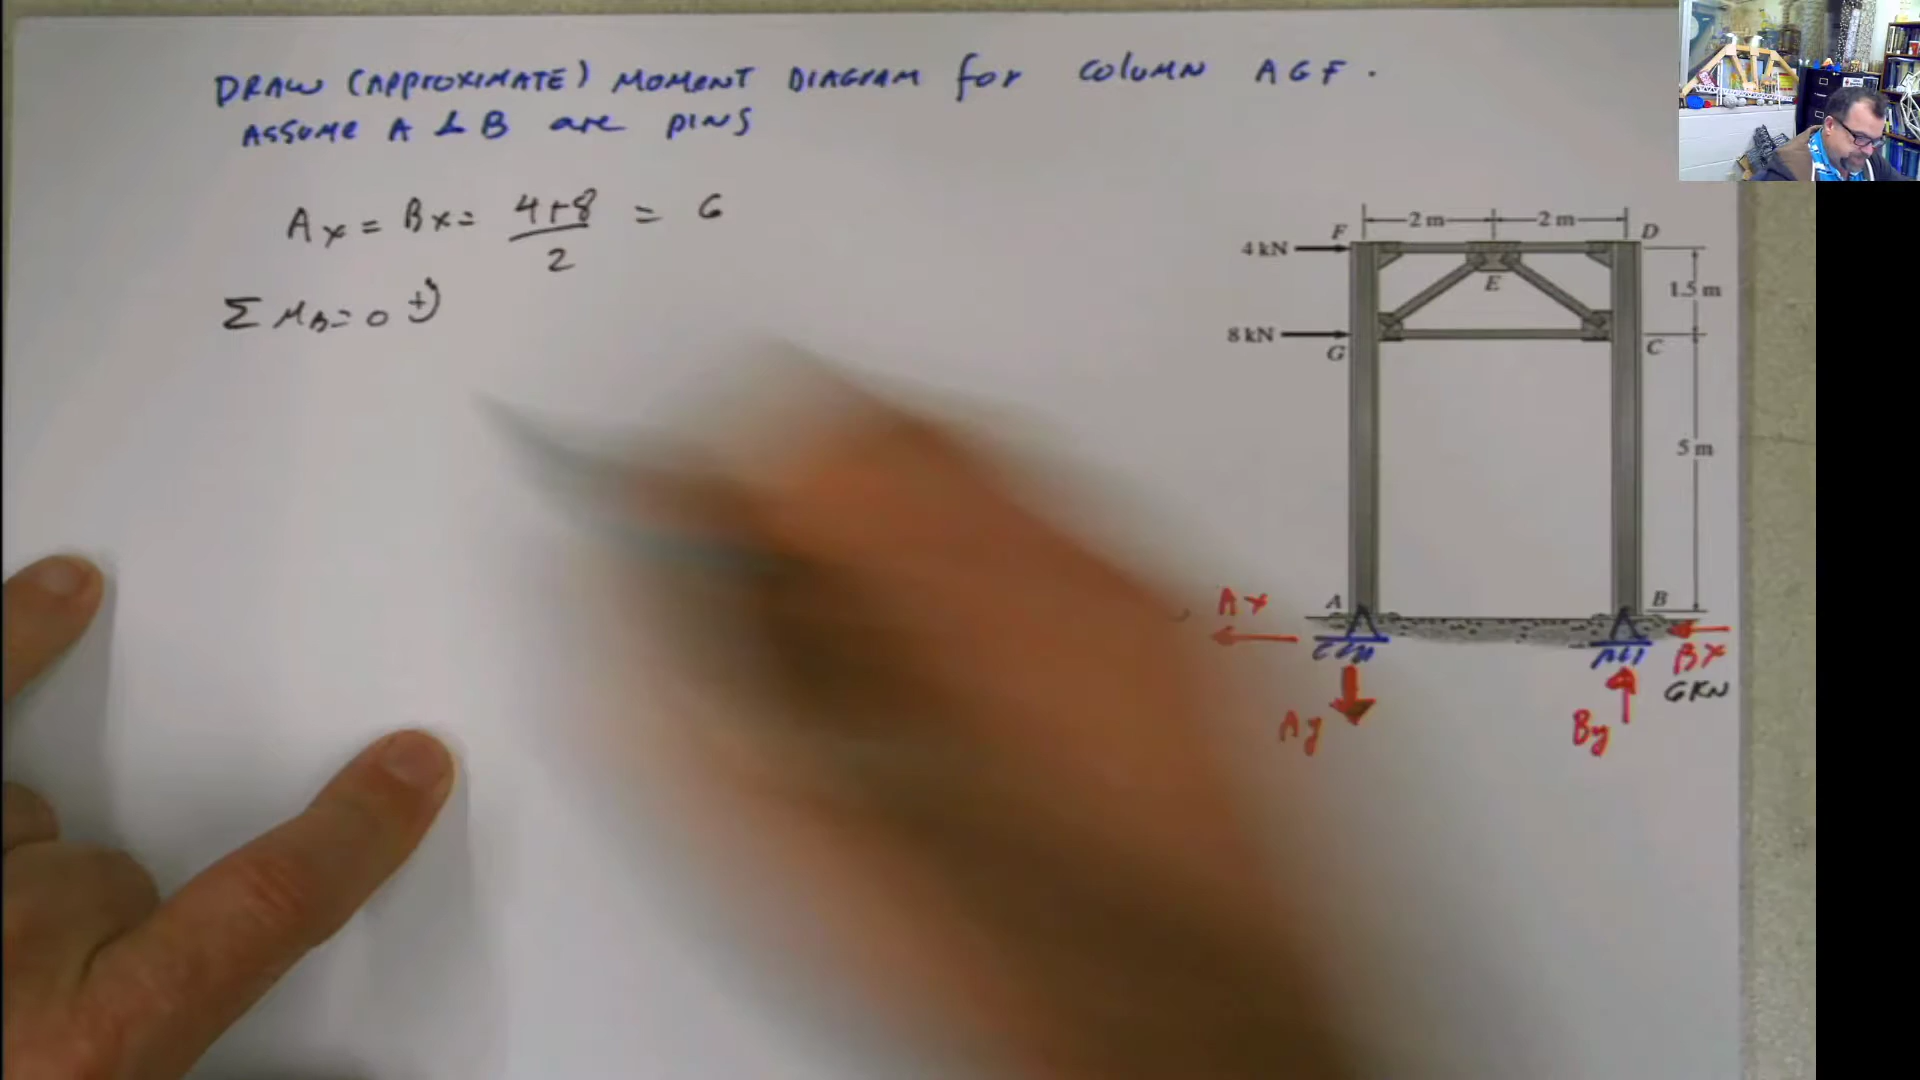 DRAW (APPROXIMATE) MOMENT DIAGRAM for COLUMN AGF.
ASSUME A & B are PINS
Ax = Bx = 4+8 / 2 = 6
ΣMB = 0 +
2 m 2 m
F D
4 kN
E
1.5 m
8 kN
G C
5 m
A B
Ax
Bx
6KN
Ay By